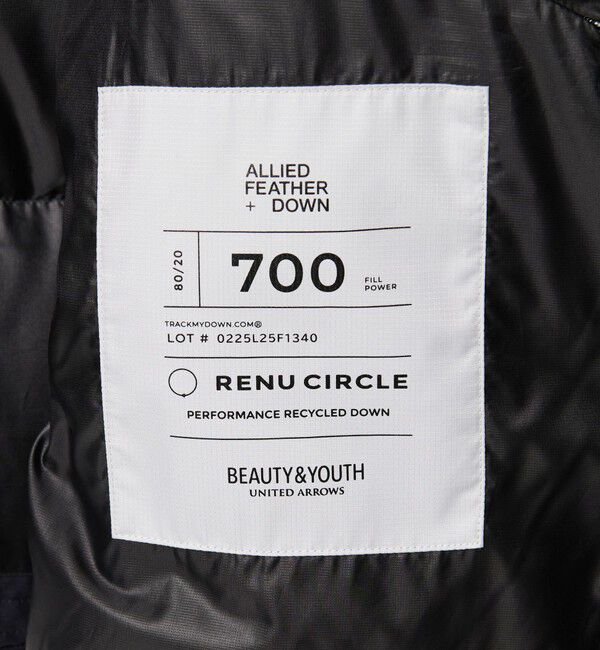 ALLIED
FEATHER
+ DOWN
80/20
700
FILL
POWER
TRACKMYDOWN.COM®
LOT # 0225L25F1340
RENU CIRCLE
PERFORMANCE RECYCLED DOWN
BEAUTY&YOUTH
UNITED ARROWS